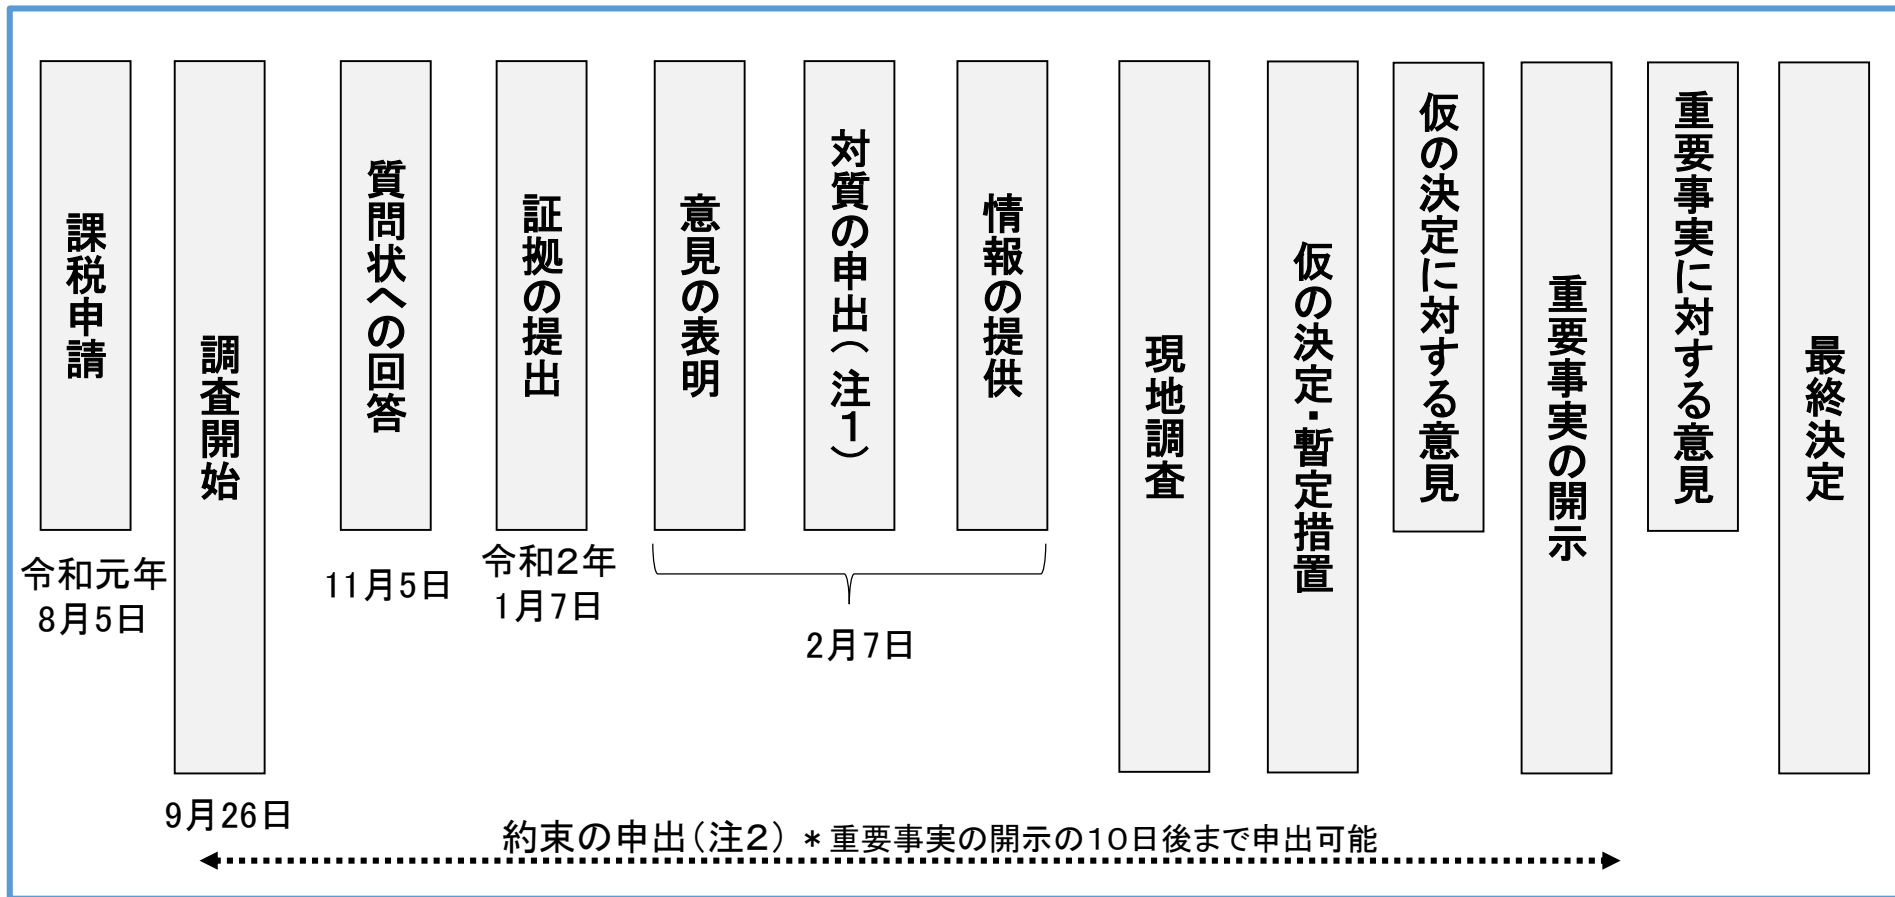 課税申請
調査開始
質問状への回答
証拠の提出
意見の表明
対質の申出(注1)
情報の提供
現地調査
仮の決定・暫定措置
仮の決定に対する意見
重要事実の開示
重要事実に対する意見
最終決定
令和元年
8月5日
9月26日
11月5日
令和2年
1月7日
2月7日
約束の申出(注2) *重要事実の開示の10日後まで申出可能